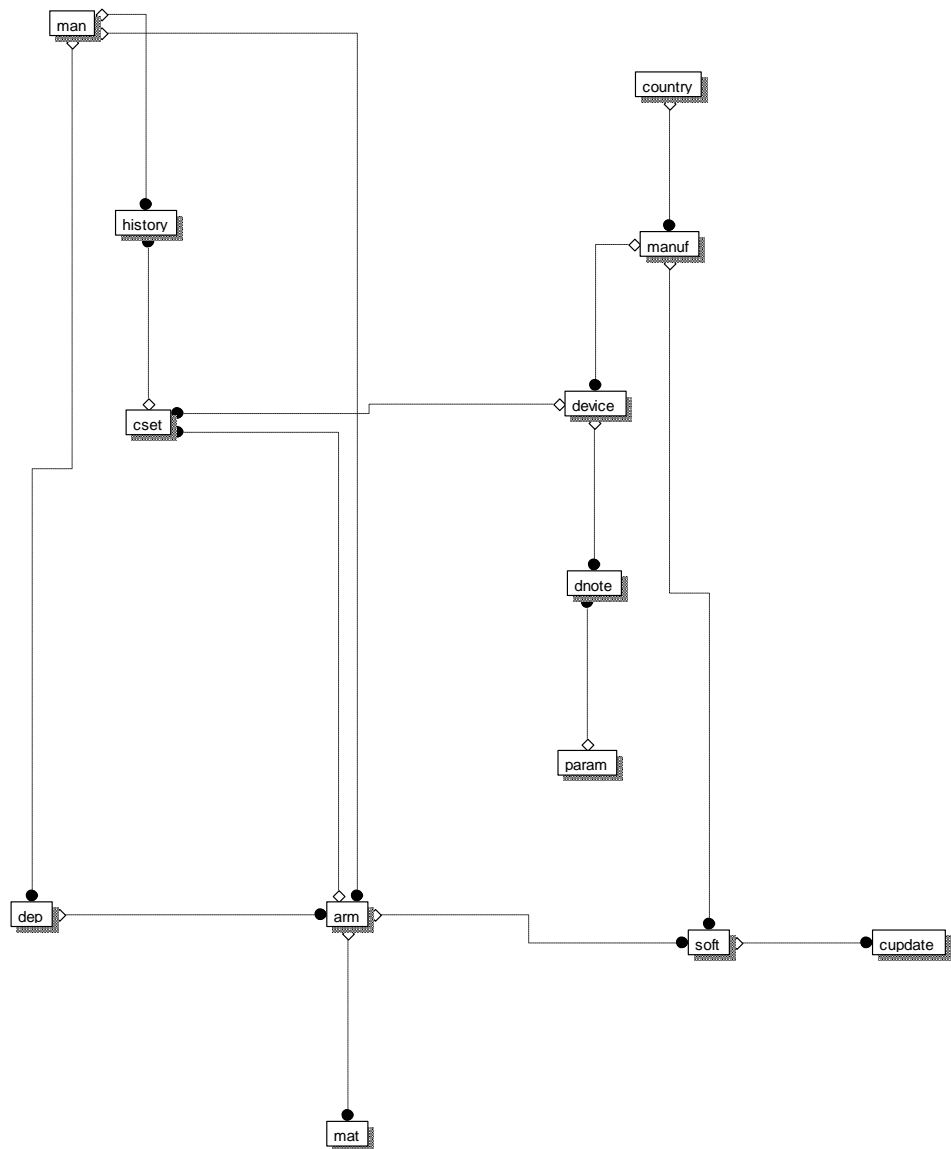 man
country
history
manuf
device
cset
dnote
param
dep
arm
soft
cupdate
mat